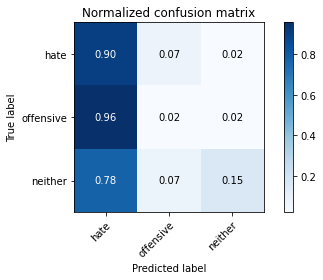 Normalized confusion matrix
True label
hate
0.90 0.07 0.02
offensive
0.96 0.02 0.02
neither
0.78 0.07 0.15
hate
offensive
neither
Predicted label
0.8
0.6
0.4
0.2